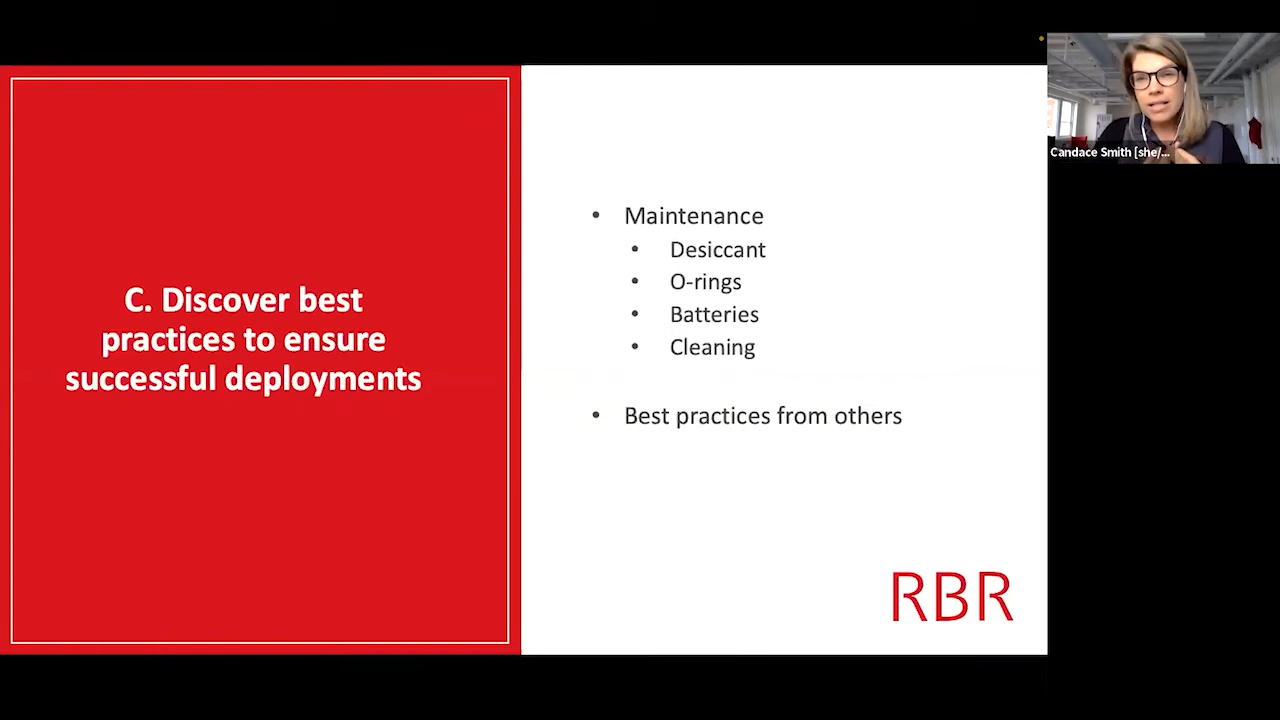 C. Discover best
practices to ensure
successful deployments
• Maintenance
• Desiccant
• O-rings
• Batteries
• Cleaning
• Best practices from others
RBR
Candace Smith [she/...